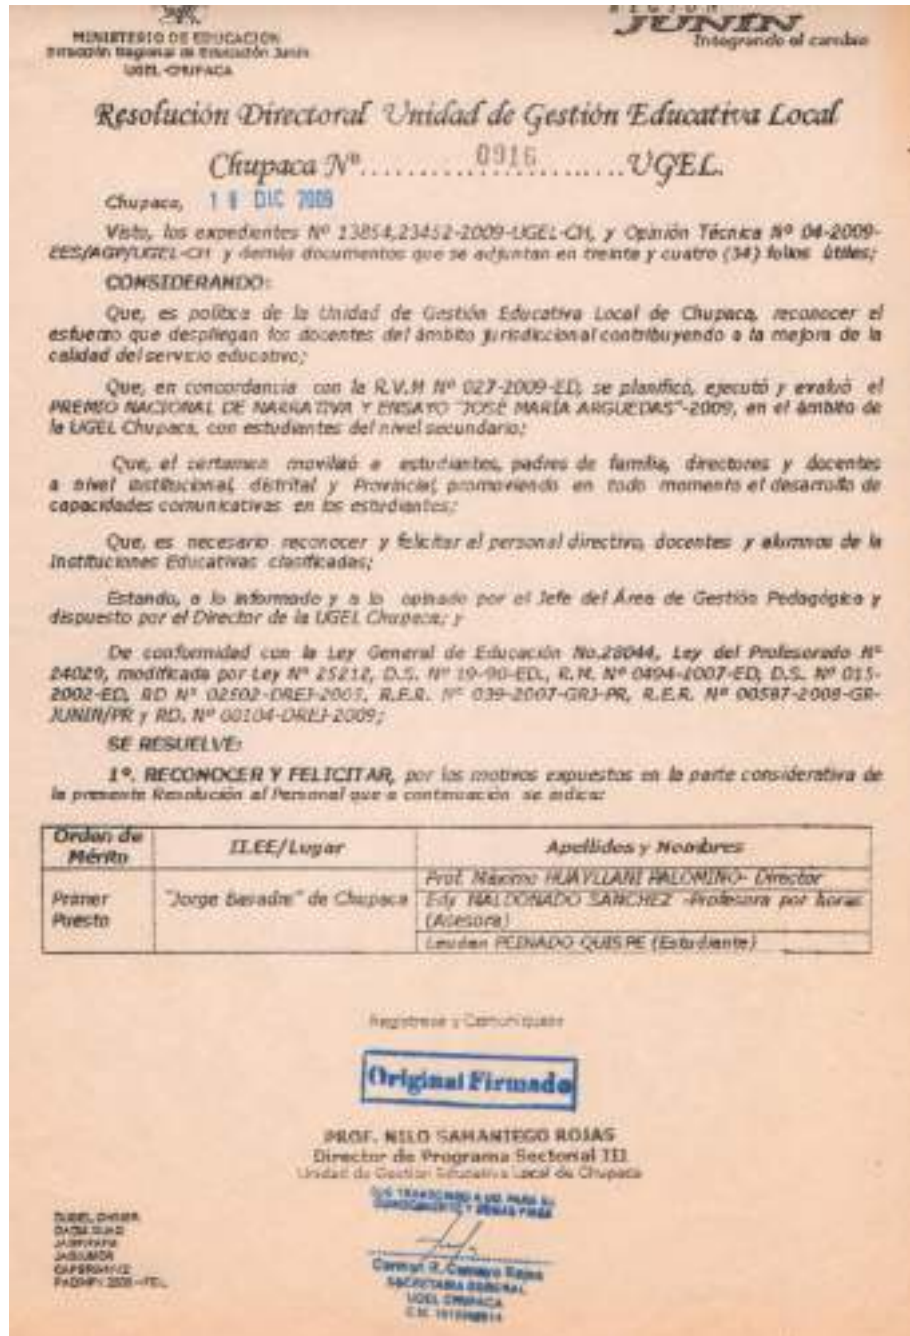 MINISTERIO DE EDUCACIÓN
Dirección Regional de Educación Junín
UGEL-CHUPACA
REGION
JUNIN
Integrando el cambio
Resolución Directoral Unidad de Gestión Educativa Local
Chupaca Nº.......0916.......UGEL.
Chupaca, 18 DIC 2009
Visto, los expedientes Nº 13854,23452-2009-UGEL-CH, y Opinión Técnica Nº 04-2009-
EES/AGP/UGEL-CH y demás documentos que se adjuntan en treinta y cuatro (34) folios útiles;
CONSIDERANDO:
Que, es política de la Unidad de Gestión Educativa Local de Chupaca, reconocer el
esfuerzo que despliegan los docentes del ámbito jurisdiccional contribuyendo a la mejora de la
calidad del servicio educativo;
Que, en concordancia con la R.V.M Nº 027-2009-ED, se planificó, ejecutó y evaluó el
PREMIO NACIONAL DE NARRATIVA Y ENSAYO "JOSÉ MARÍA ARGUEDAS"-2009, en el ámbito de
la UGEL Chupaca, con estudiantes del nivel secundario;
Que, el certamen movilizó a estudiantes, padres de familia, directores y docentes
a nivel institucional, distrital y Provincial, promoviendo en todo momento el desarrollo de
capacidades comunicativas en los estudiantes;
Que, es necesario reconocer y felicitar al personal directivo, docentes y alumnos de la
Instituciones Educativas clasificadas;
Estando, a lo informado y a lo opinado por el Jefe del Área de Gestión Pedagógica y
dispuesto por el Director de la UGEL Chupaca; y
De conformidad con la Ley General de Educación No.28044, Ley del Profesorado Nº
24029, modificada por Ley Nº 25212, D.S. Nº 19-90-ED., R.M. Nº 0494-2007-ED, D.S. Nº 015-
2002-ED, RD Nº 02502-DREJ-2005, R.E.R. Nº 039-2007-GRJ-PR, R.E.R. Nº 00587-2008-GR-
JUNIN/PR y RD. Nº 00104-DREJ-2009;
SE RESUELVE:
1º. RECONOCER Y FELICITAR, por los motivos expuestos en la parte considerativa de
la presente Resolución al Personal que a continuación se indica:
Orden de Mérito
II.EE/Lugar
Apellidos y Nombres
Primer Puesto
"Jorge Basadre" de Chupaca
Prof. Máximo HUAYLLANI PALOMINO- Director
Edy MALDONADO SANCHEZ -Profesora por horas
(Asesora)
Leudan PEINADO QUISPE (Estudiante)
Regístrese y Comuníquese
Original Firmado
PROF. NILO SAMANIEGO ROJAS
Director de Programa Sectorial III
Unidad de Gestión Educativa Local de Chupaca
QUE TRANSCRIBO A UD. PARA SU
CONOCIMIENTO Y DEMAS FINES
Carmen R. Camayo Rojas
SECRETARIA GENERAL
UGEL CHUPACA